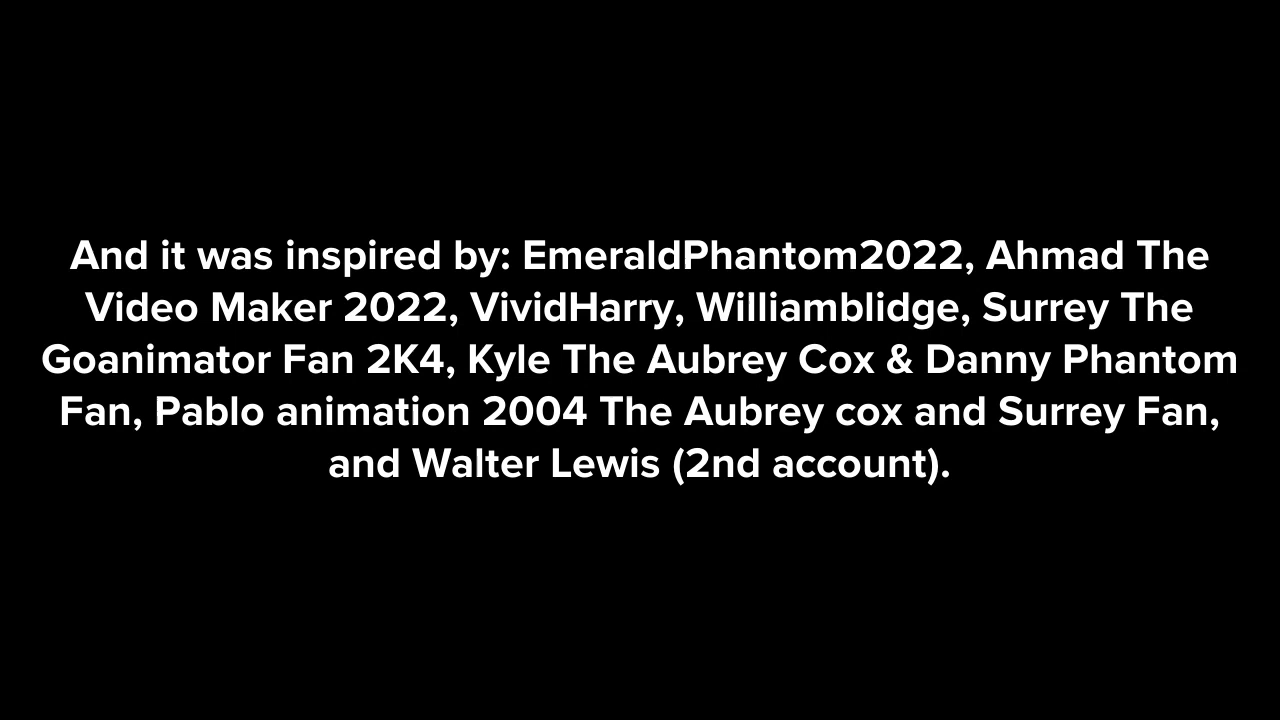 And it was inspired by: EmeraldPhantom2022, Ahmad The
Video Maker 2022, VividHarry, Williamblidge, Surrey The
Goanimator Fan 2K4, Kyle The Aubrey Cox & Danny Phantom
Fan, Pablo animation 2004 The Aubrey cox and Surrey Fan,
and Walter Lewis (2nd account).